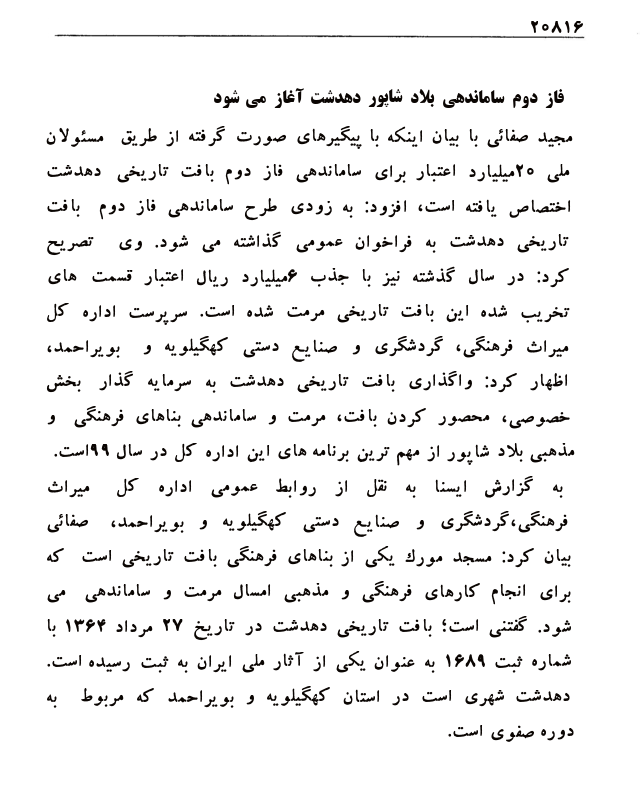 ۲۰۸۱۶
فاز دوم ساماندهی بلاد شاپور دهدشت آغاز می شود
مجید صفائی با بیان اینکه با پیگیرهای صورت گرفته از طریق مسئولان
ملی ۲۰میلیارد اعتبار برای ساماندهی فاز دوم بافت تاریخی دهدشت
اختصاص یافته است، افزود: به زودی طرح ساماندهی فاز دوم بافت
تاریخی دهدشت به فراخوان عمومی گذاشته می شود. وی تصریح
کرد: در سال گذشته نیز با جذب ۶میلیارد ریال اعتبار قسمت های
تخریب شده این بافت تاریخی مرمت شده است. سرپرست اداره کل
میراث فرهنگی، گردشگری و صنایع دستی کهگیلویه و بویراحمد،
اظهار کرد: واگذاری بافت تاریخی دهدشت به سرمایه گذار بخش
خصوصی، محصور کردن بافت، مرمت و ساماندهی بناهای فرهنگی و
مذهبی بلاد شاپور از مهم ترین برنامه های این اداره کل در سال ۹۹است.
به گزارش ایسنا به نقل از روابط عمومی اداره کل میراث
فرهنگی،گردشگری و صنایع دستی کهگیلویه و بویراحمد، صفائی
بیان کرد: مسجد مورك یکی از بناهای فرهنگی بافت تاریخی است که
برای انجام کارهای فرهنگی و مذهبی امسال مرمت و ساماندهی می
شود. گفتنی است؛ بافت تاریخی دهدشت در تاریخ ۲۷ مرداد ۱۳۶۴ با
شماره ثبت ۱۶۸۹ به عنوان یکی از آثار ملی ایران به ثبت رسیده است.
دهدشت شهری است در استان کهگیلویه و بویراحمد که مربوط به
دوره صفوی است.